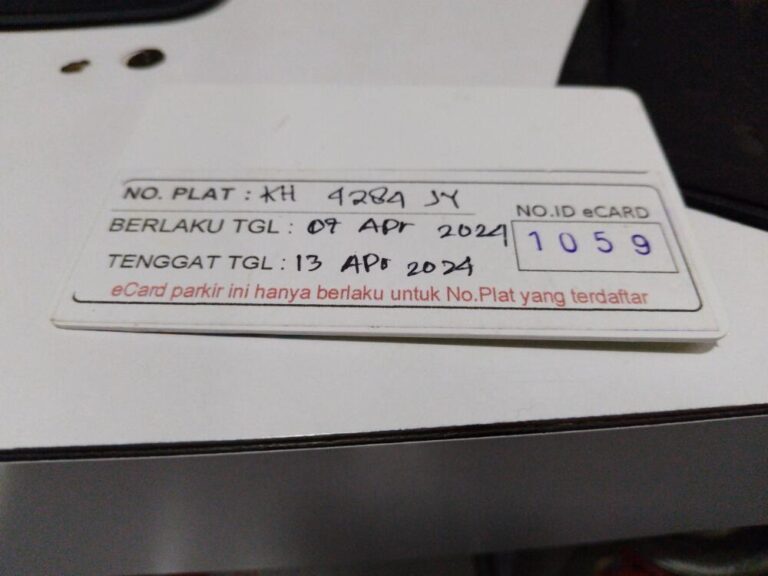 NO. PLAT : KH 4284 JY
BERLAKU TGL : 07 APr 2024
TENGGAT TGL : 13 APr 2024
NO.ID eCARD
1059
eCard parkir ini hanya berlaku untuk No.Plat yang terdaftar